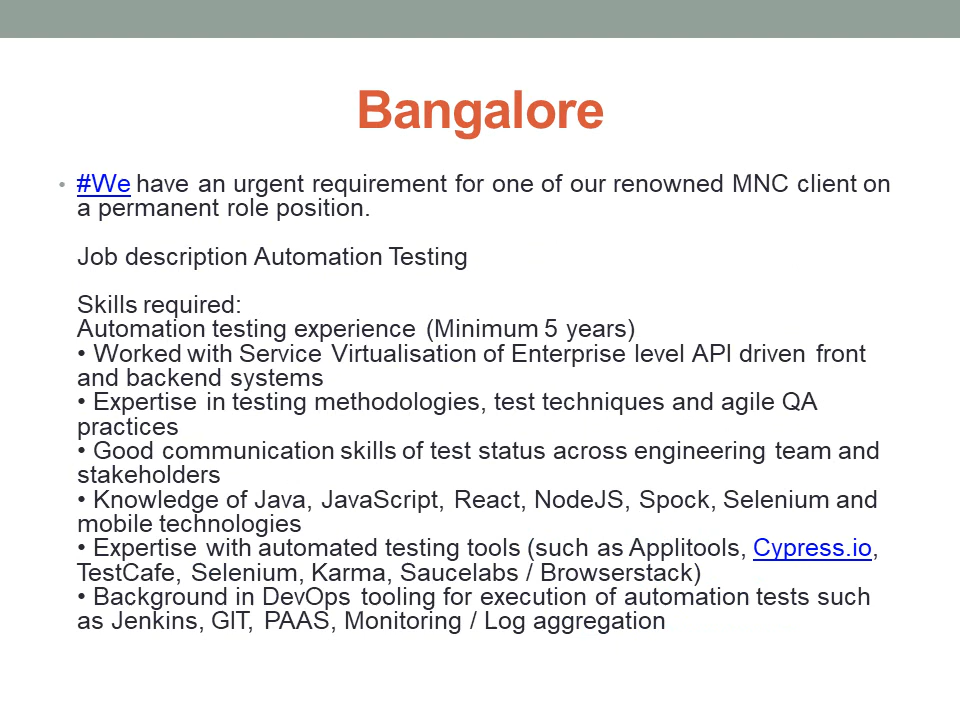 Bangalore
• #We have an urgent requirement for one of our renowned MNC client on
a permanent role position.
Job description Automation Testing
Skills required:
Automation testing experience (Minimum 5 years)
• Worked with Service Virtualisation of Enterprise level API driven front
and backend systems
• Expertise in testing methodologies, test techniques and agile QA
practices
• Good communication skills of test status across engineering team and
stakeholders
• Knowledge of Java, JavaScript, React, NodeJS, Spock, Selenium and
mobile technologies
• Expertise with automated testing tools (such as Applitools, Cypress.io,
TestCafe, Selenium, Karma, Saucelabs / Browserstack)
• Background in DevOps tooling for execution of automation tests such
as Jenkins, GIT, PAAS, Monitoring / Log aggregation